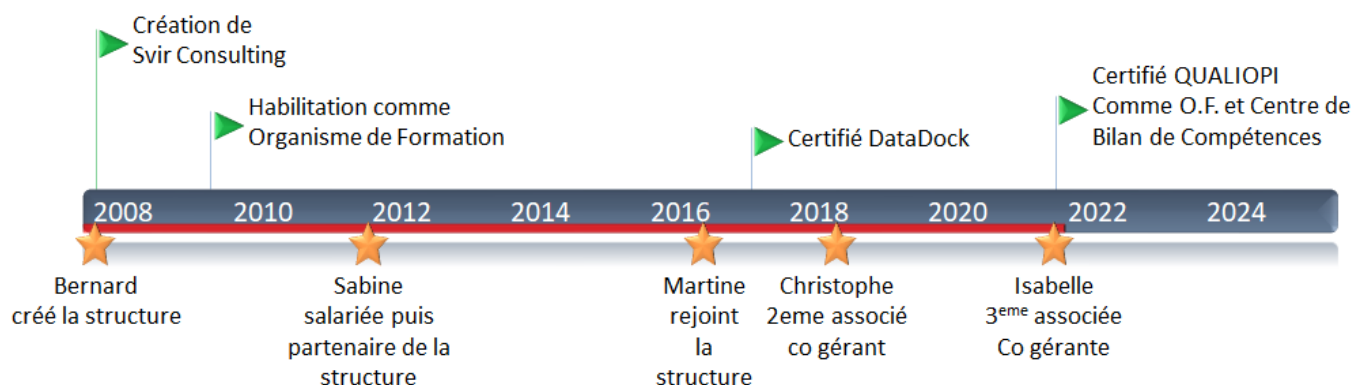 Création de
Svir Consulting
Habilitation comme
Organisme de Formation
Certifié DataDock
Certifié QUALIOPI
Comme O.F. et Centre de
Bilan de Compétences
2008 2010 2012 2014 2016 2018 2020 2022 2024
Bernard
créé la structure
Sabine
salariée puis
partenaire de la
structure
Martine
rejoint
la
structure
Christophe
2eme associé
co gérant
Isabelle
3eme associée
Co gérante